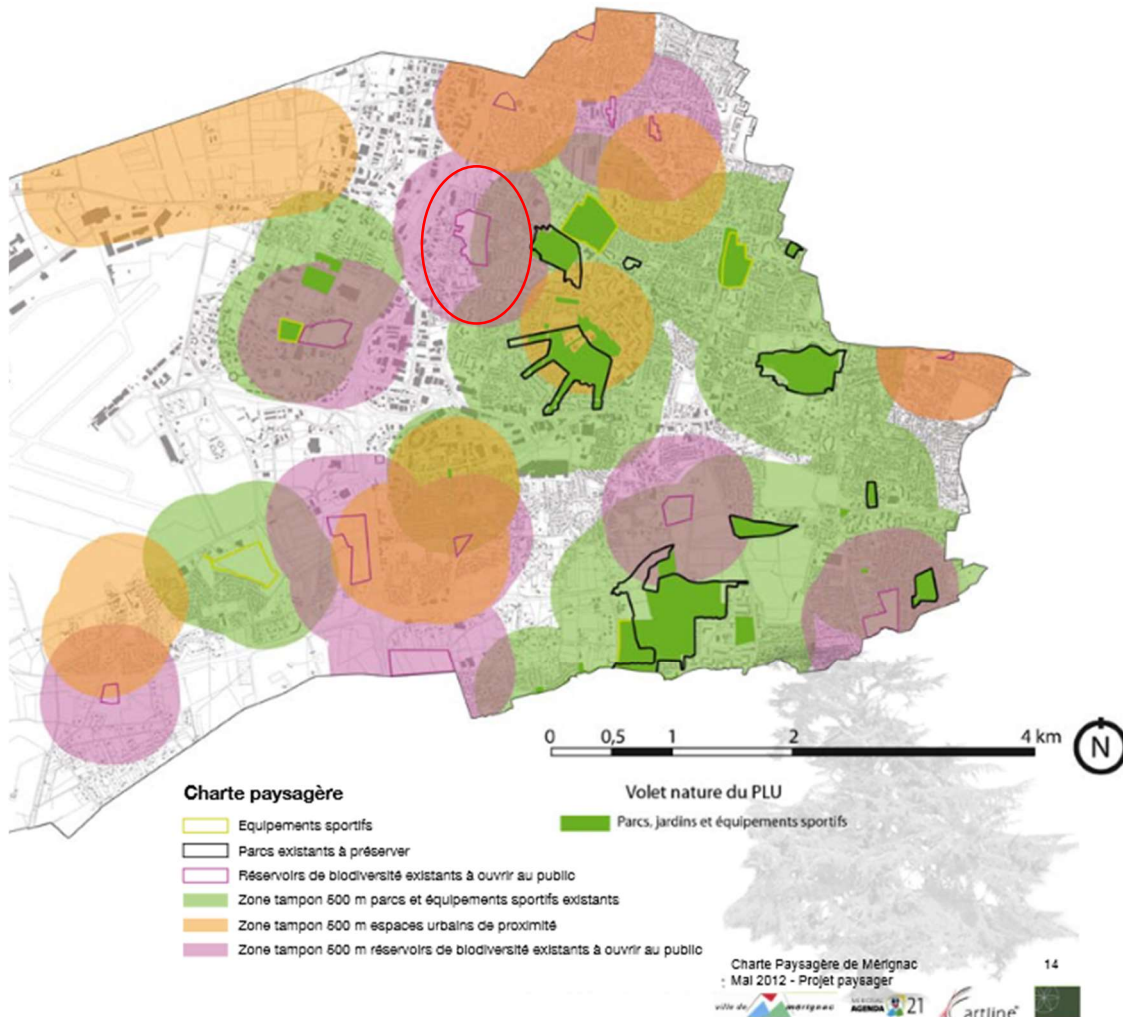 0 0,5 1 2 4 km
N
Charte paysagère
Equipements sportifs
Parcs existants à préserver
Réservoirs de biodiversité existants à ouvrir au public
Zone tampon 500 m parcs et équipements sportifs existants
Zone tampon 500 m espaces urbains de proximité
Zone tampon 500 m réservoirs de biodiversité existants à ouvrir au public
Volet nature du PLU
Parcs, jardins et équipements sportifs
Charte Paysagère de Mérignac
Mai 2012 - Projet paysager
14
ville de mérignac
AGENDA 21
artline